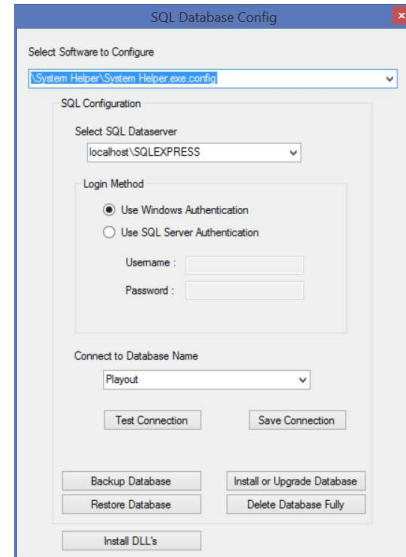 SQL Database Config
x
Select Software to Configure
\System Helper\System Helper.exe.config
SQL Configuration
Select SQL Dataserver
localhost\SQLEXPRESS
Login Method
Use Windows Authentication
Use SQL Server Authentication
Username :
Password :
Connect to Database Name
Playout
Test Connection
Save Connection
Backup Database
Install or Upgrade Database
Restore Database
Delete Database Fully
Install DLL's